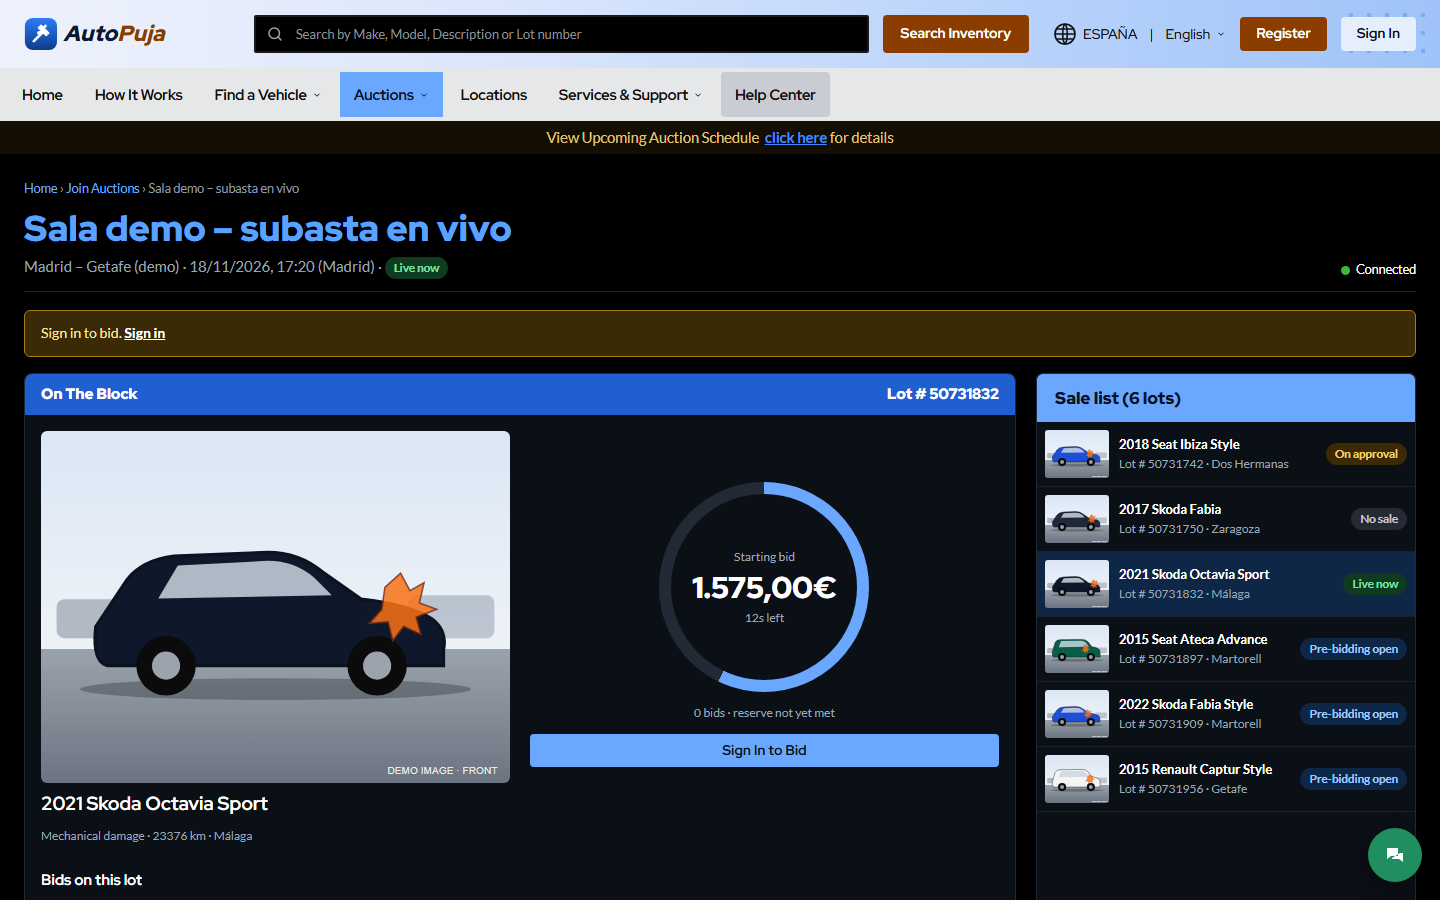 AutoPuja
Search by Make, Model, Description or Lot number
Search Inventory
ESPAÑA | English
Register
Sign In
Home
How It Works
Find a Vehicle
Auctions
Locations
Services & Support
Help Center
View Upcoming Auction Schedule click here for details
Home › Join Auctions › Sala demo – subasta en vivo
Sala demo – subasta en vivo
Madrid – Getafe (demo) · 18/11/2026, 17:20 (Madrid) · Live now
Connected
Sign in to bid. Sign in
On The Block
Lot # 50731832
DEMO IMAGE · FRONT
Starting bid
1.575,00€
12s left
0 bids · reserve not yet met
Sign In to Bid
2021 Skoda Octavia Sport
Mechanical damage · 23376 km · Málaga
Bids on this lot
Sale list (6 lots)
2018 Seat Ibiza Style
Lot # 50731742 · Dos Hermanas
On approval
2017 Skoda Fabia
Lot # 50731750 · Zaragoza
No sale
2021 Skoda Octavia Sport
Lot # 50731832 · Málaga
Live now
2015 Seat Ateca Advance
Lot # 50731897 · Martorell
Pre-bidding open
2022 Skoda Fabia Style
Lot # 50731909 · Martorell
Pre-bidding open
2015 Renault Captur Style
Lot # 50731956 · Getafe
Pre-bidding open